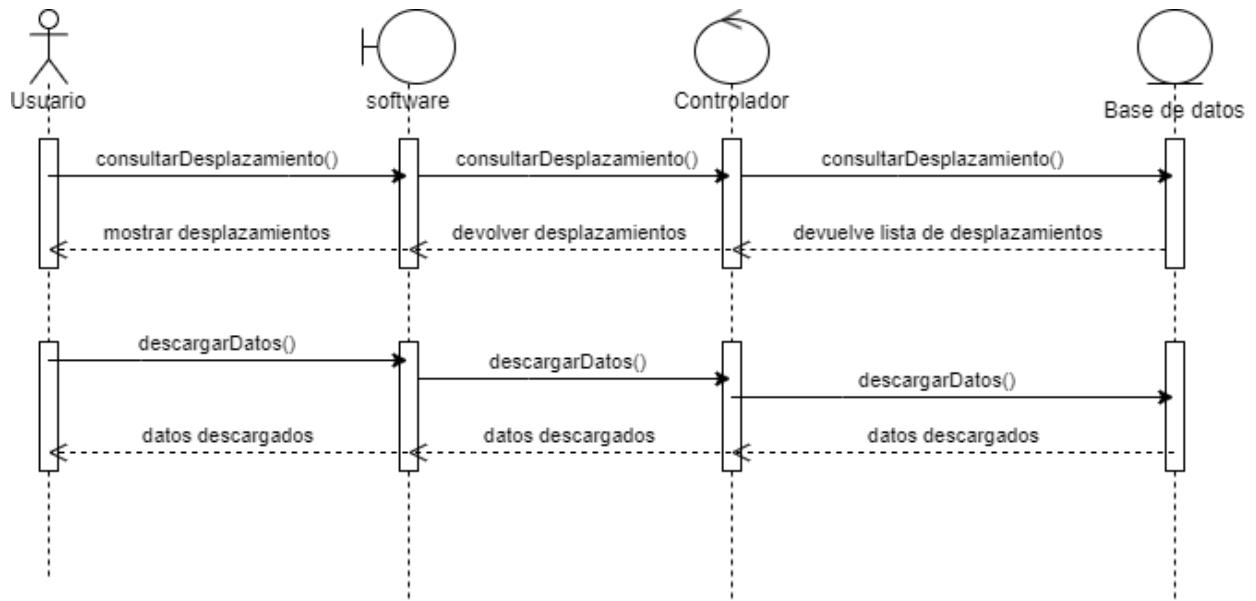 Usuario
software
Controlador
Base de datos
consultarDesplazamiento()
consultarDesplazamiento()
consultarDesplazamiento()
mostrar desplazamientos
devolver desplazamientos
devuelve lista de desplazamientos
descargarDatos()
descargarDatos()
descargarDatos()
datos descargados
datos descargados
datos descargados